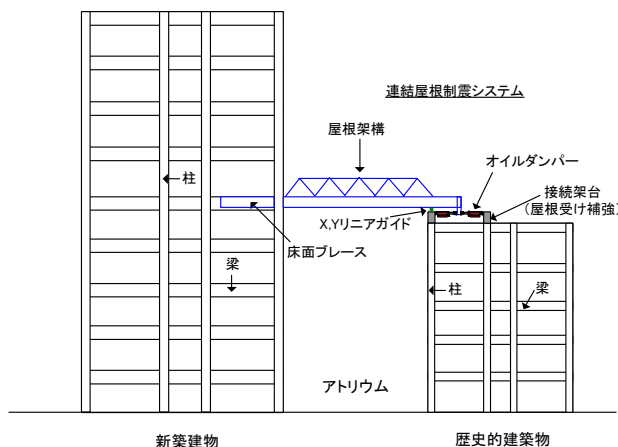 連結屋根制震システム
屋根架構
オイルダンパー
柱
接続架台
(屋根受け補強)
X,Yリニアガイド
床面ブレース
梁
柱
梁
アトリウム
新築建物
歴史的建築物